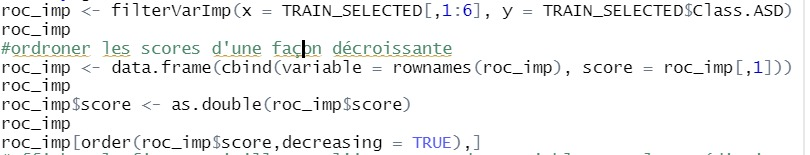 roc_imp <- filterVarImp(x = TRAIN_SELECTED[,1:6], y = TRAIN_SELECTED$Class.ASD)
roc_imp
#ordroner les scores d'une façon décroissante
roc_imp <- data.frame(cbind(variable = rownames(roc_imp), score = roc_imp[,1]))
roc_imp
roc_imp$score <- as.double(roc_imp$score)
roc_imp
roc_imp[order(roc_imp$score,decreasing = TRUE),]